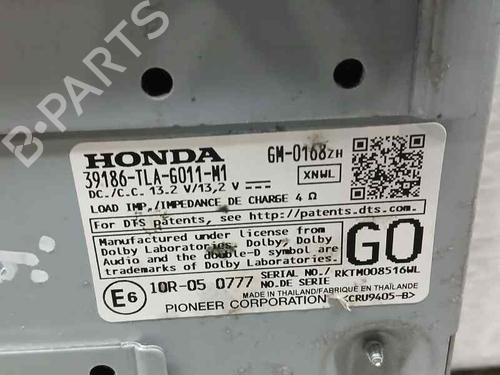 B-PARTS
HONDA GM-0168ZH
39186-TLA-G011-M1 XNWL
DC./C.C. 13.2 V/13,2 V
LOAD IMP./IMPEDANCE DE CHARGE 4 Ω
For DTS patents, see http://patents.dts.com.
Manufactured under license from
Dolby Laboratories. Dolby, Dolby
Audio and the double-D symbol are
trademarks of Dolby Laboratories.
GO
E6 10R-05 0777 SERIAL NO./ NO.DE SERIE RKTM008516WL
MADE IN THAILAND/FABRIQUÉ EN THAÏLANDE
PIONEER CORPORATION <CRU9405-B>